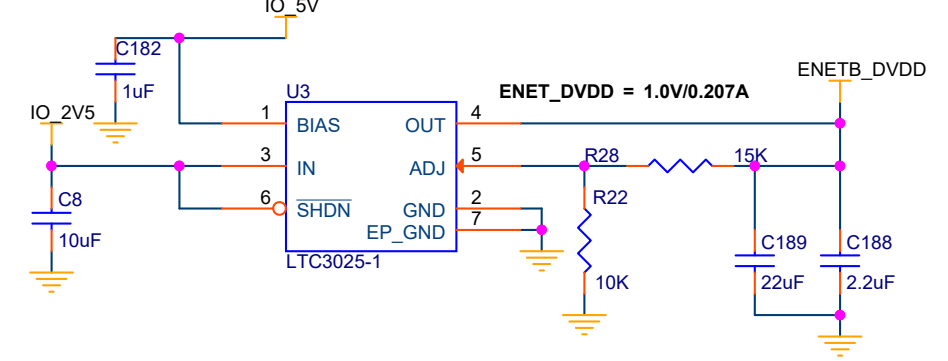 IO_5V
C182
1uF
IO_2V5
C8
10uF
U3
1
BIAS
3
IN
6
SHDN
OUT
4
ADJ
5
GND
2
EP_GND
7
LTC3025-1
ENET_DVDD = 1.0V/0.207A
ENETB_DVDD
R28
15K
R22
10K
C189
22uF
C188
2.2uF